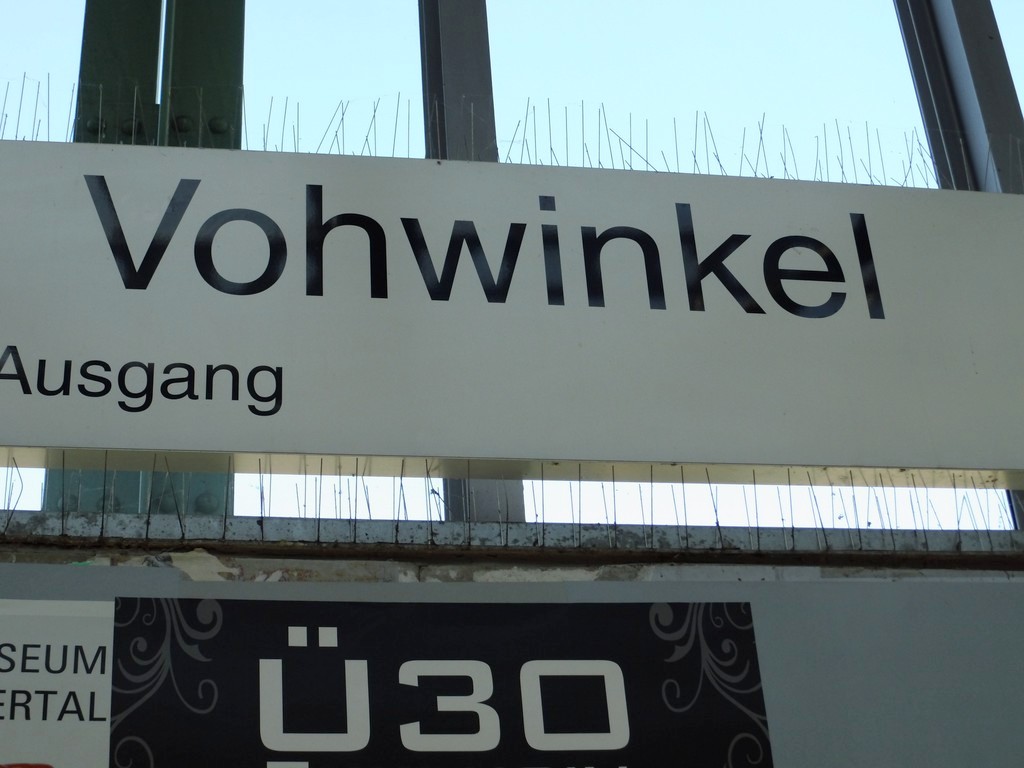 Vohwinkel
Ausgang
SEUM
ERTAL
Ü30